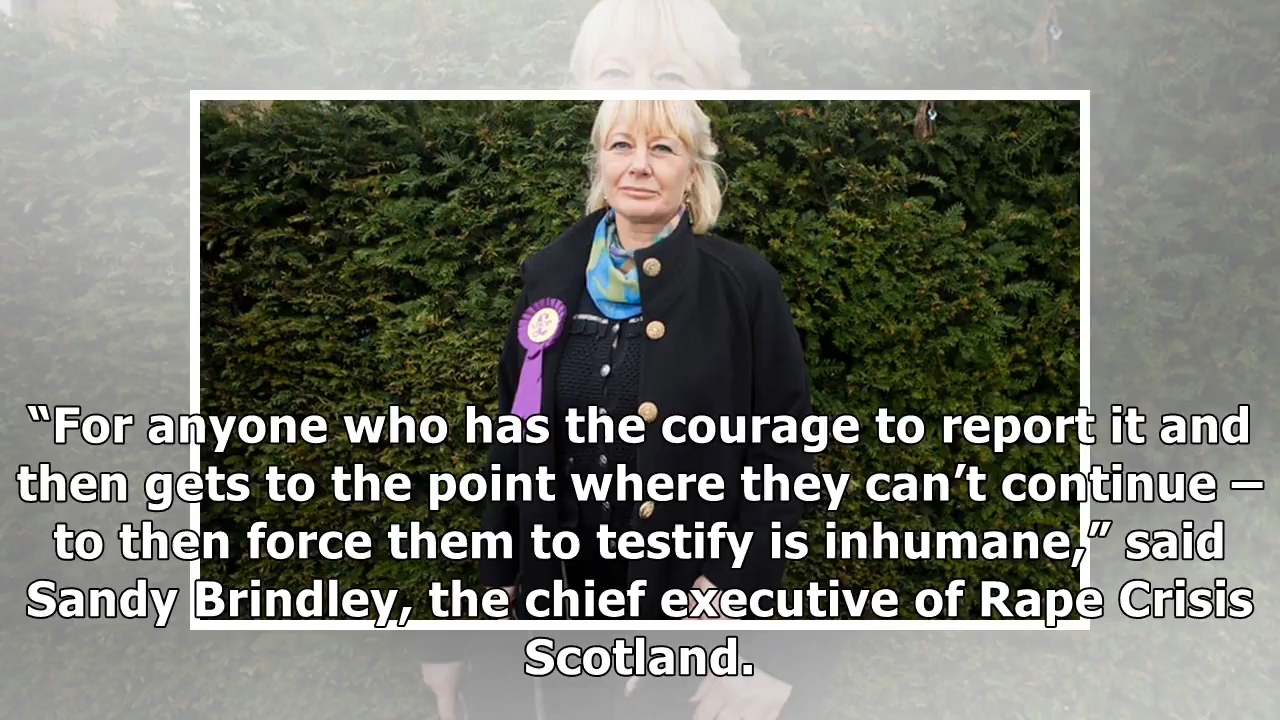 “For anyone who has the courage to report it and
then gets to the point where they can’t continue –
to then force them to testify is inhumane,” said
Sandy Brindley, the chief executive of Rape Crisis
Scotland.